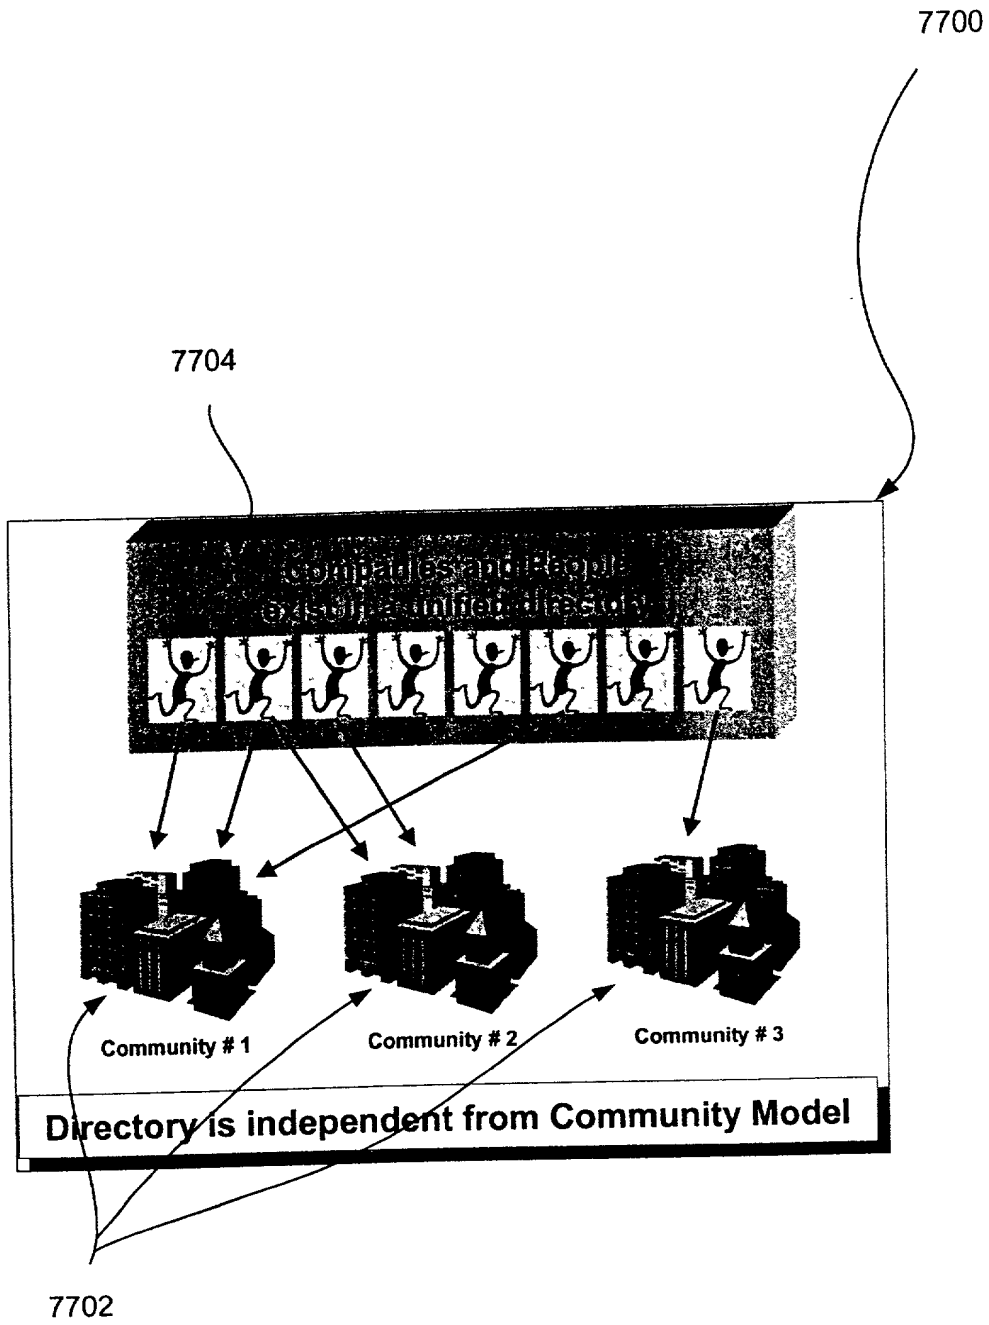 7700
7704
Companies and People
exist in a unified directory
Community # 1
Community # 2
Community # 3
Directory is independent from Community Model
7702